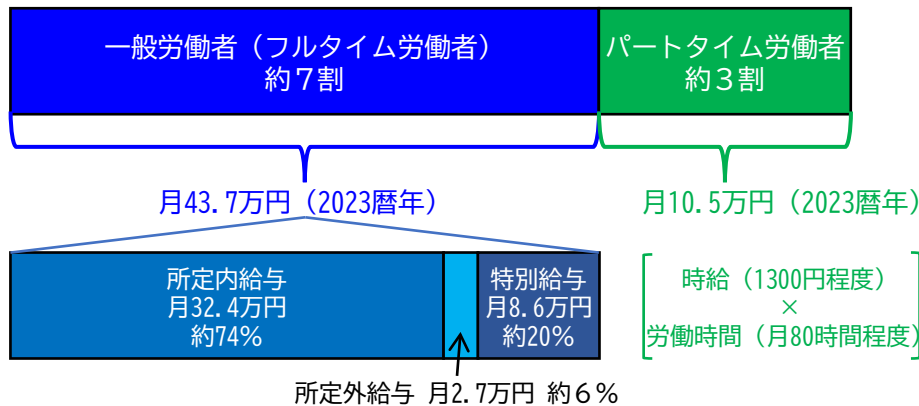 一般労働者（フルタイム労働者）
約７割
パートタイム労働者
約３割
月43.7万円（2023暦年）
月10.5万円（2023暦年）
所定内給与
月32.4万円
約74%
特別給与
月8.6万円
約20%
時給（1300円程度）
×
労働時間（月80時間程度）
所定外給与 月2.7万円 約６%